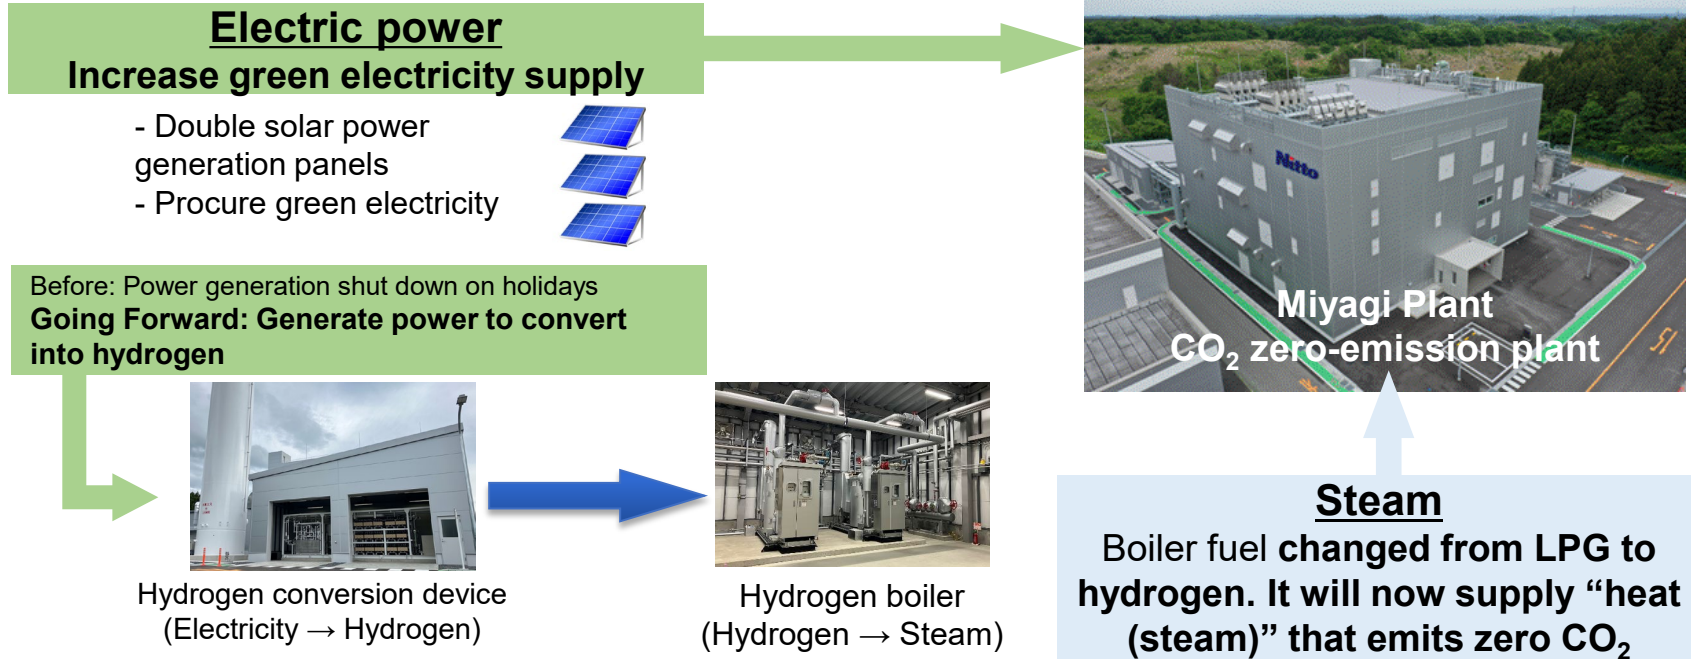 Electric power
Increase green electricity supply
- Double solar power
generation panels
- Procure green electricity
Before: Power generation shut down on holidays
Going Forward: Generate power to convert
into hydrogen
Hydrogen conversion device
(Electricity → Hydrogen)
Hydrogen boiler
(Hydrogen → Steam)
Nitto
Miyagi Plant
CO₂ zero-emission plant
Steam
Boiler fuel changed from LPG to
hydrogen. It will now supply “heat
(steam)” that emits zero CO₂